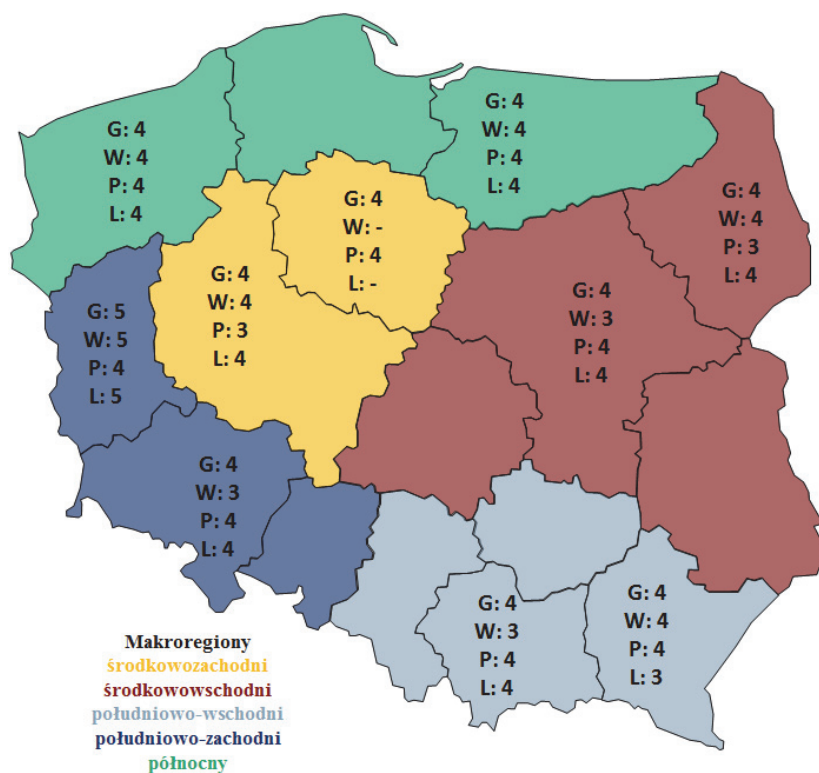 G: 4
W: 4
P: 4
L: 4
G: 4
W: 4
P: 4
L: 4
G: 4
W: -
P: 4
L: -
G: 4
W: 4
P: 3
L: 4
G: 4
W: 4
P: 3
L: 4
G: 5
W: 5
P: 4
L: 5
G: 4
W: 3
P: 4
L: 4
G: 4
W: 3
P: 4
L: 4
G: 4
W: 3
P: 4
L: 4
G: 4
W: 4
P: 4
L: 3
Makroregiony
środkowozachodni
środkowowschodni
południowo-wschodni
południowo-zachodni
północny